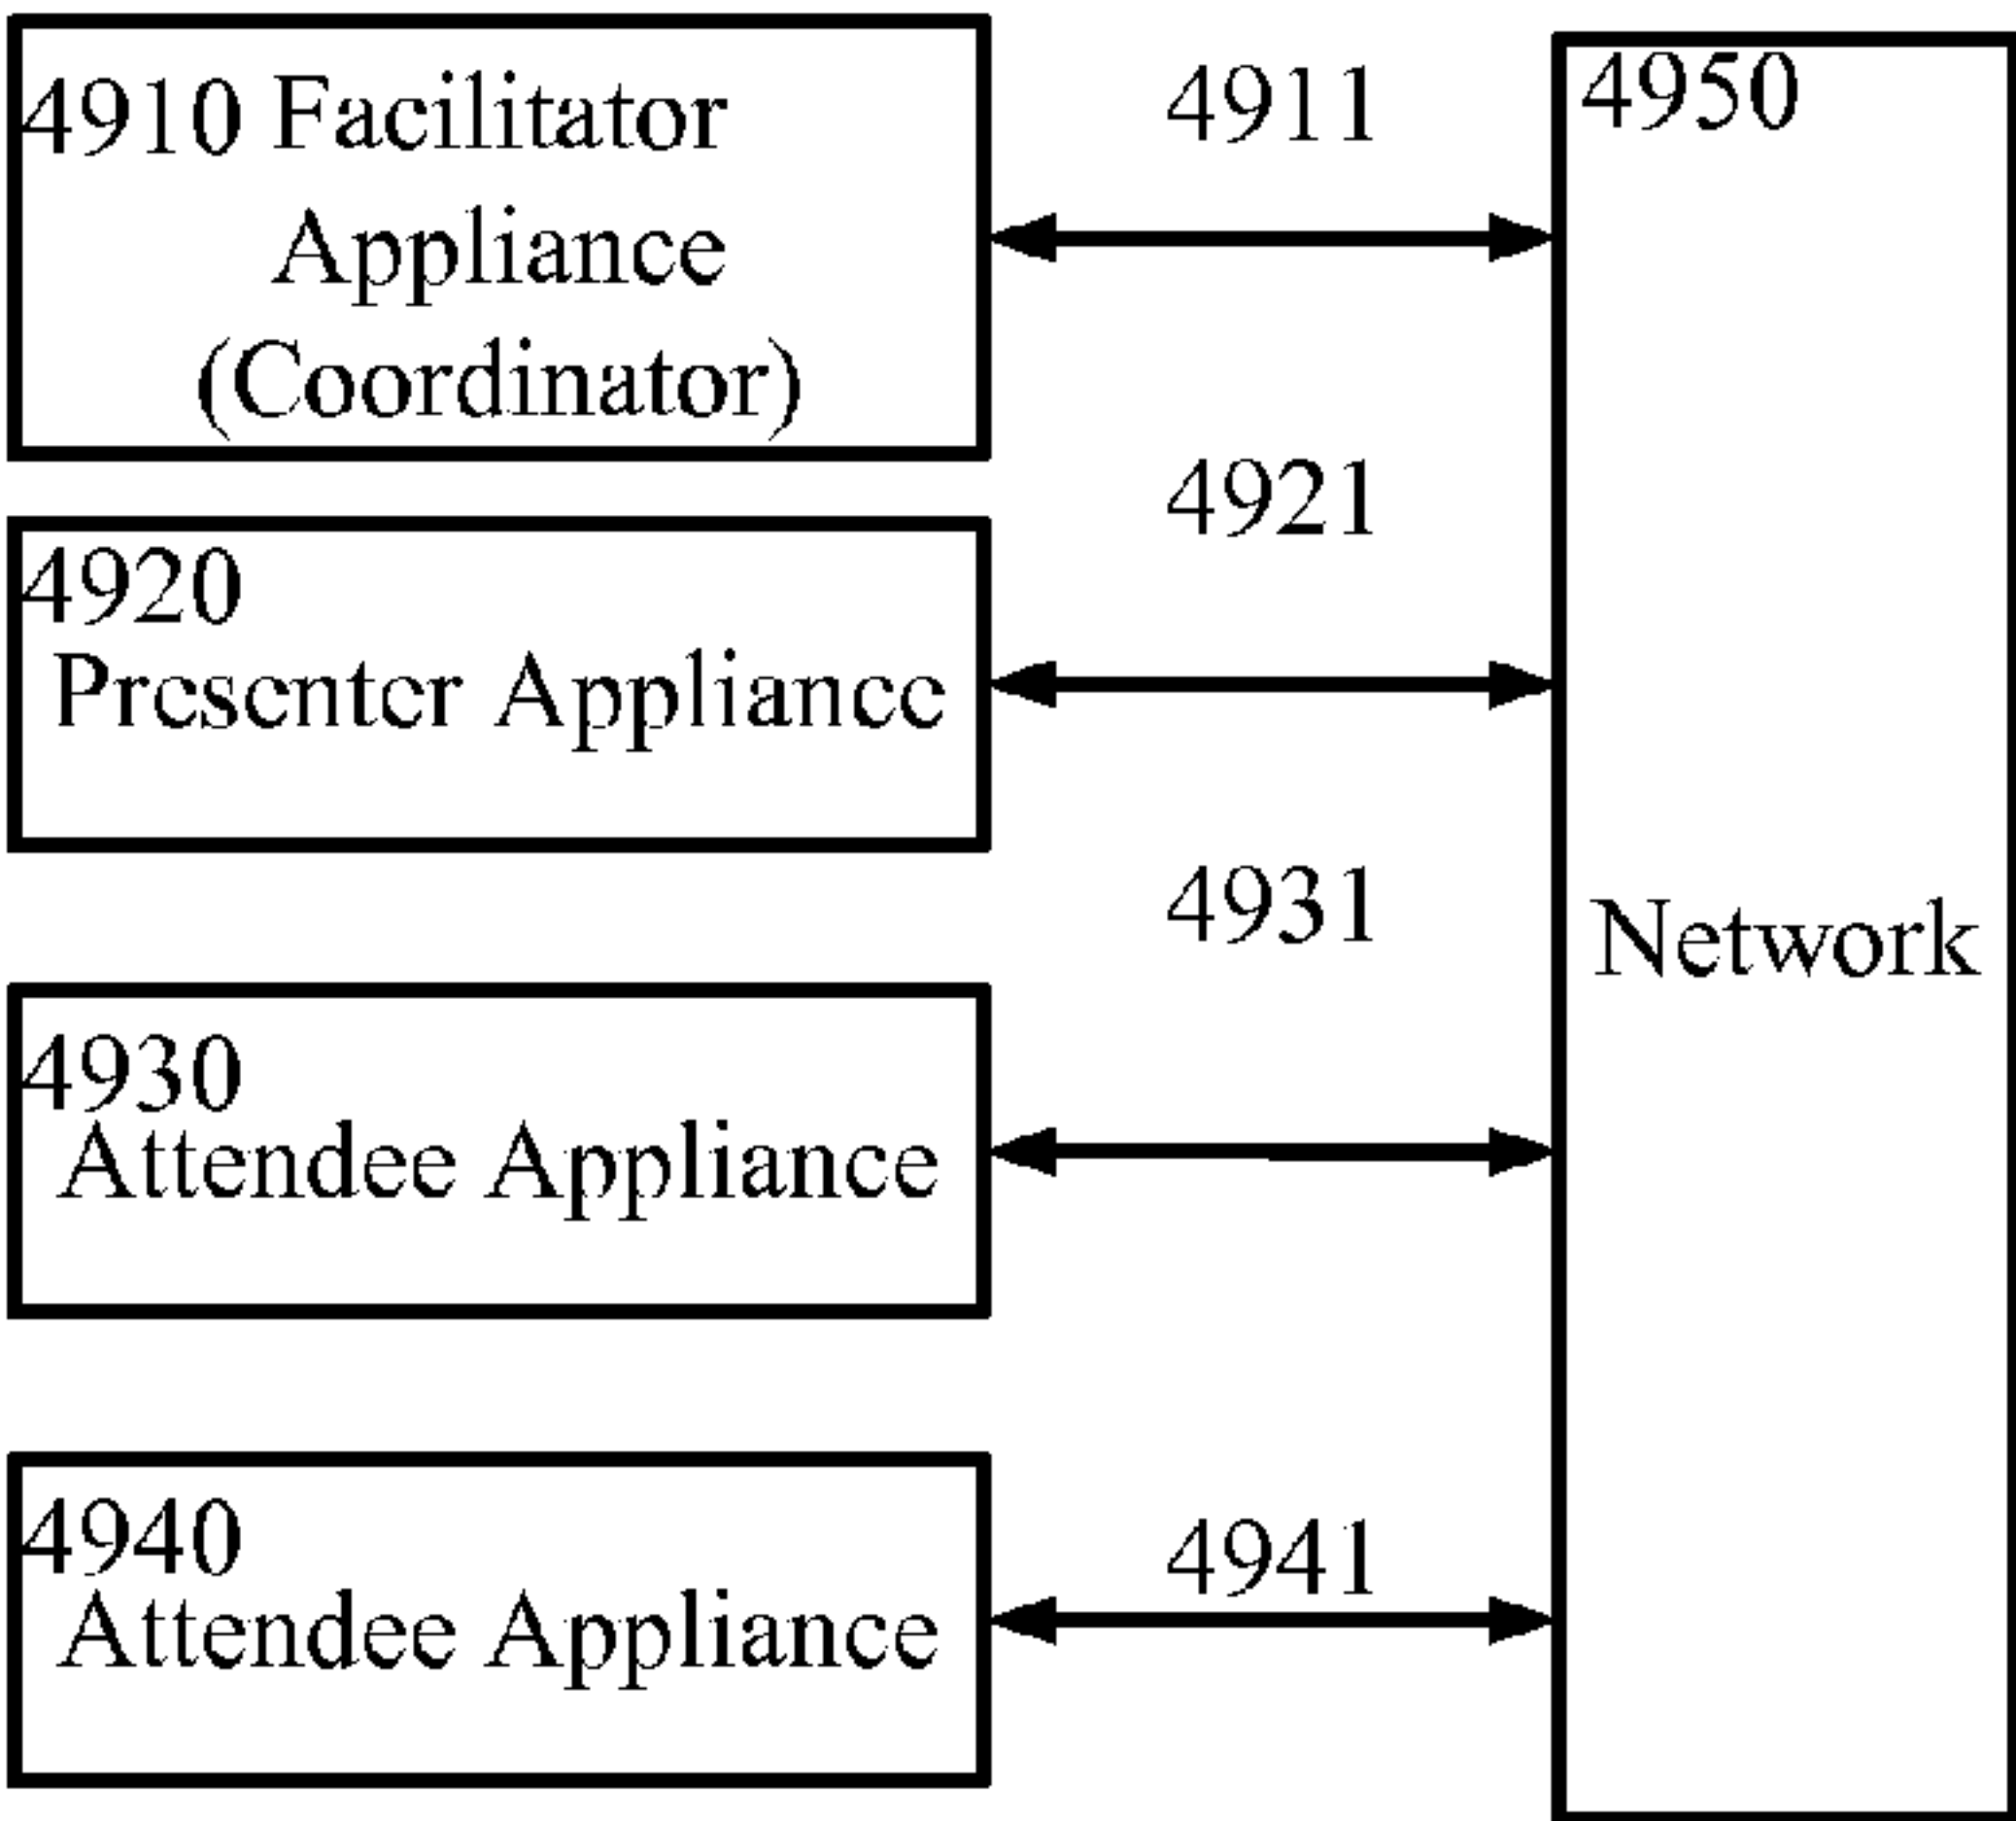 4910 Facilitator
Appliance
(Coordinator)
4911
4950
4921
4920
Presenter Appliance
4931
Network
4930
Attendee Appliance
4940
Attendee Appliance
4941